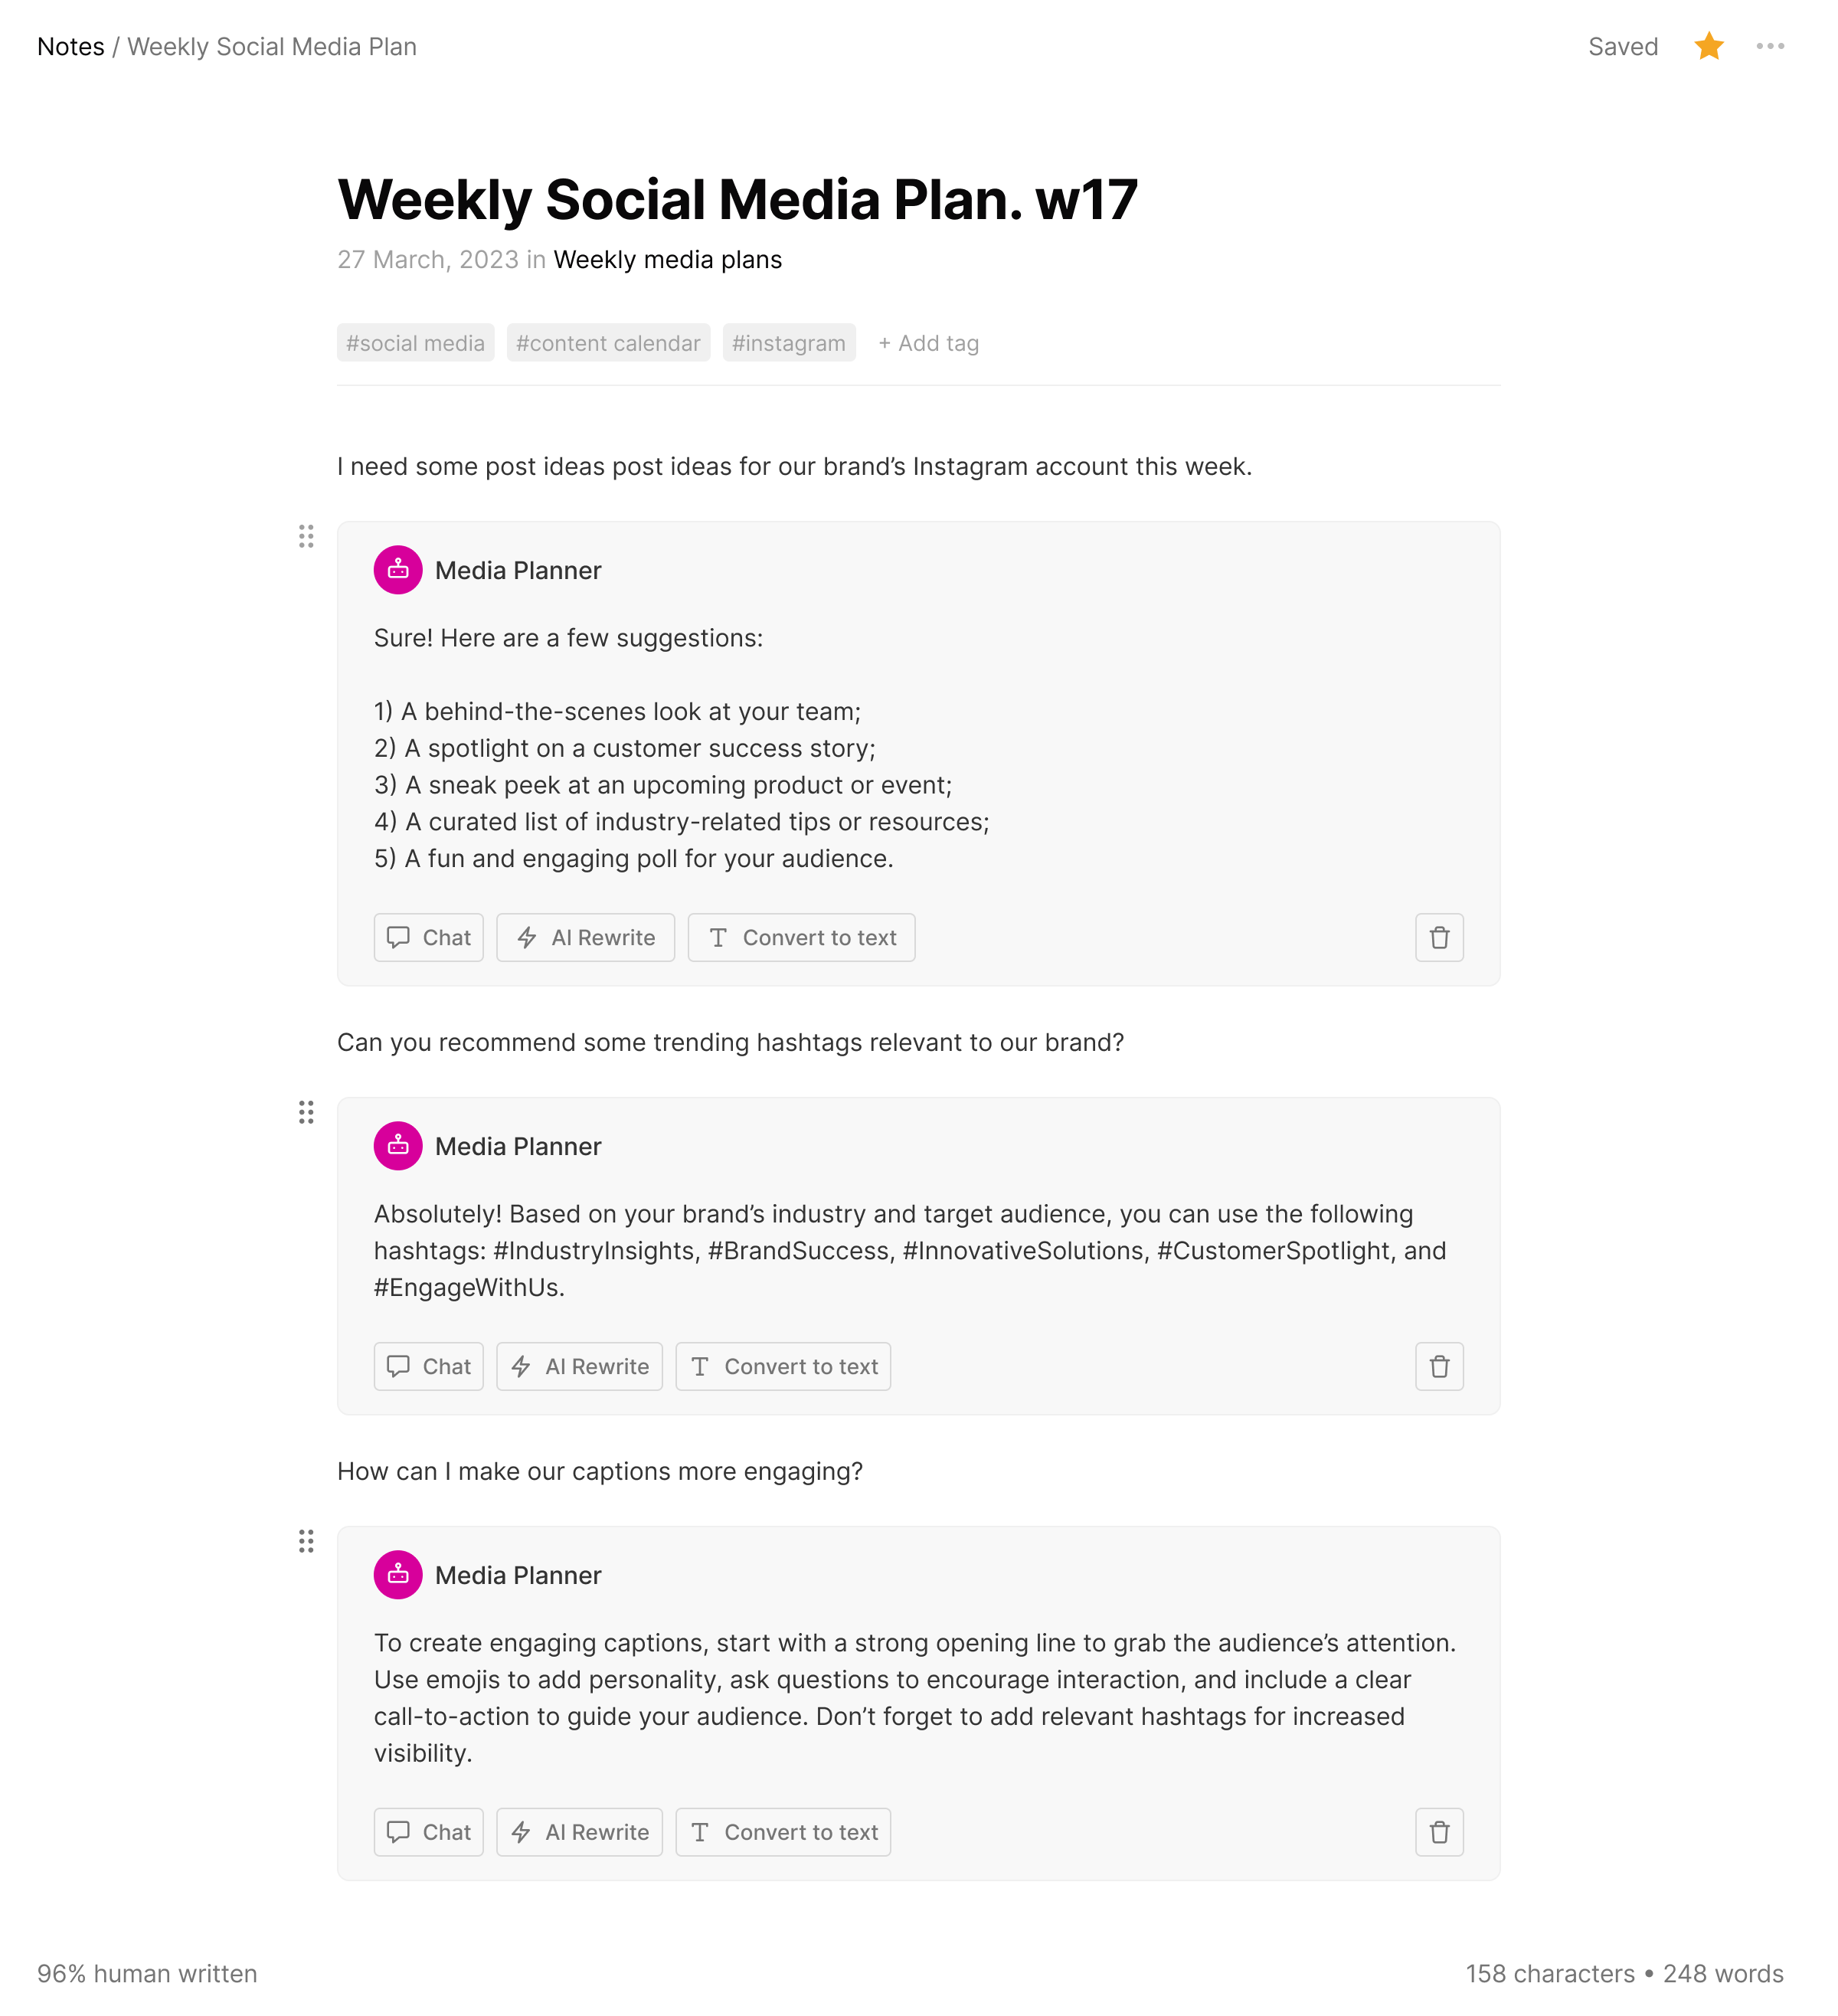 Notes / Weekly Social Media Plan
Saved
Weekly Social Media Plan. w17
27 March, 2023 in Weekly media plans
#social media #content calendar #instagram + Add tag
I need some post ideas post ideas for our brand’s Instagram account this week.
Media Planner
Sure! Here are a few suggestions:
1) A behind-the-scenes look at your team;
2) A spotlight on a customer success story;
3) A sneak peek at an upcoming product or event;
4) A curated list of industry-related tips or resources;
5) A fun and engaging poll for your audience.
Chat AI Rewrite Convert to text
Can you recommend some trending hashtags relevant to our brand?
Media Planner
Absolutely! Based on your brand’s industry and target audience, you can use the following
hashtags: #IndustryInsights, #BrandSuccess, #InnovativeSolutions, #CustomerSpotlight, and
#EngageWithUs.
Chat AI Rewrite Convert to text
How can I make our captions more engaging?
Media Planner
To create engaging captions, start with a strong opening line to grab the audience’s attention.
Use emojis to add personality, ask questions to encourage interaction, and include a clear
call-to-action to guide your audience. Don’t forget to add relevant hashtags for increased
visibility.
Chat AI Rewrite Convert to text
96% human written
158 characters • 248 words